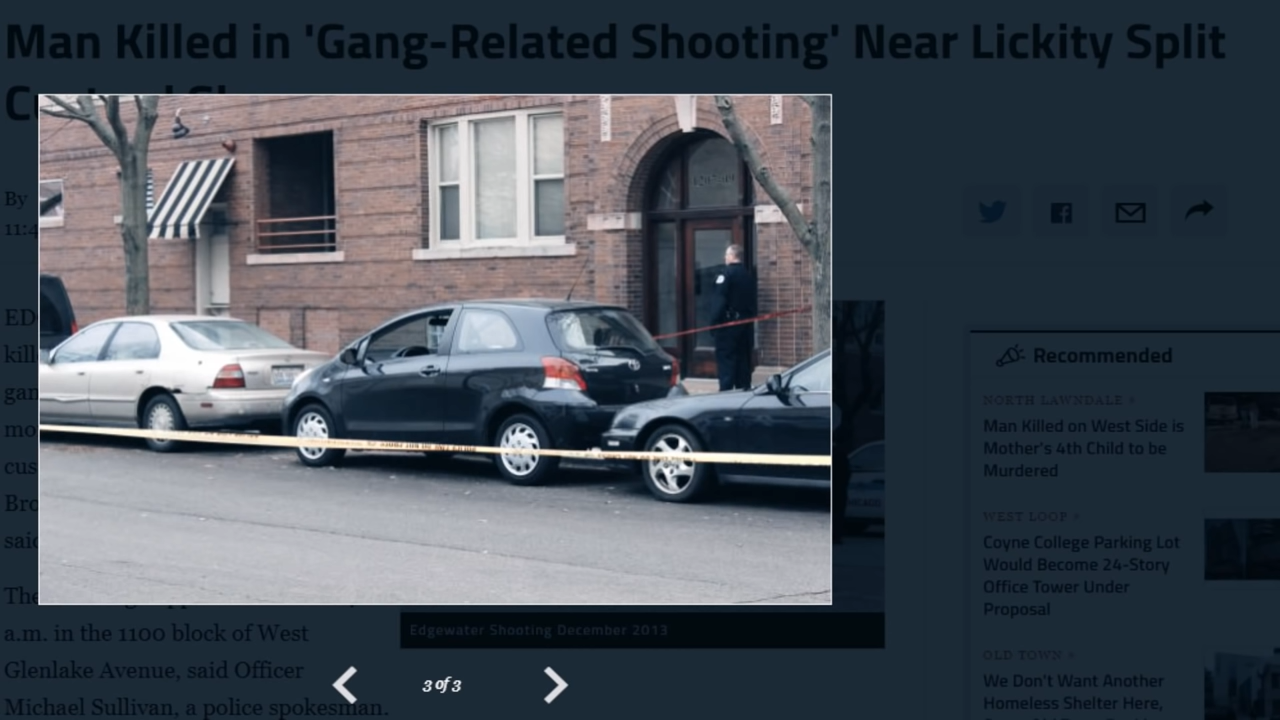 Man Killed in 'Gang-Related Shooting' Near Lickity Split
By
11:4
ED
kill
gan
mo
cus
Bro
said
The
a.m. in the 1100 block of West
Glenlake Avenue, said Officer
Michael Sullivan, a police spokesman.
Edgewater Shooting December 2013
3 of 3
Recommended
NORTH LAWNDALE
Man Killed on West Side is
Mother's 4th Child to be
Murdered
WEST LOOP
Coyne College Parking Lot
Would Become 24-Story
Office Tower Under
Proposal
OLD TOWN
We Don't Want Another
Homeless Shelter Here,